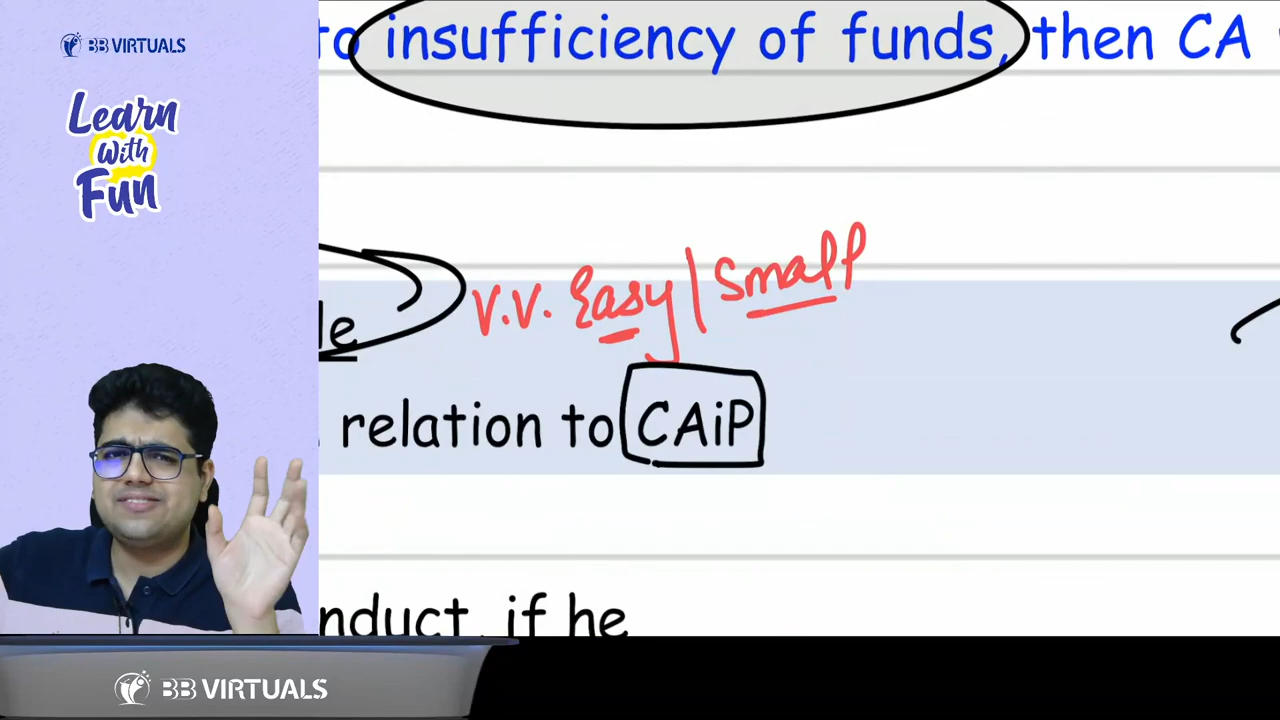 BB VIRTUALS
Learn
with
Fun
to insufficiency of funds, then CA
V.V. Easy | Small
le
relation to CAiP
nduct, if he
BB VIRTUALS